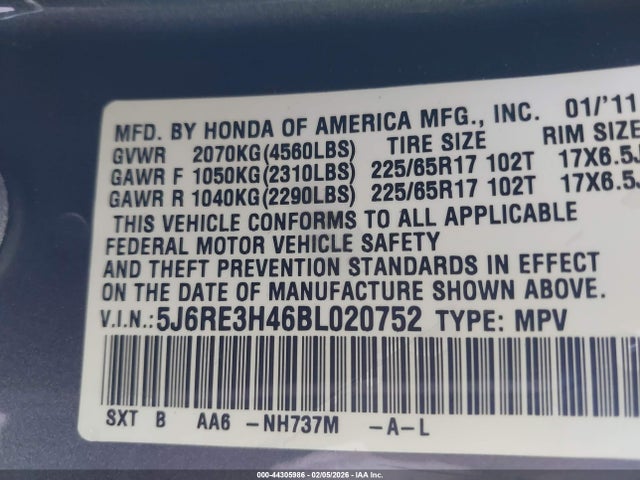 MFD. BY HONDA OF AMERICA MFG., INC. 01/'11
GVWR 2070KG(4560LBS) TIRE SIZE RIM SIZE
GAWR F 1050KG(2310LBS) 225/65R17 102T 17X6.5J
GAWR R 1040KG(2290LBS) 225/65R17 102T 17X6.5J
THIS VEHICLE CONFORMS TO ALL APPLICABLE
FEDERAL MOTOR VEHICLE SAFETY
AND THEFT PREVENTION STANDARDS IN EFFECT
ON THE DATE OF MANUFACTURE SHOWN ABOVE.
V.I.N.:5J6RE3H46BL020752 TYPE: MPV
SXT B AA6 -NH737M -A-L
000-44305986 - 02/05/2026 - IAA Inc.